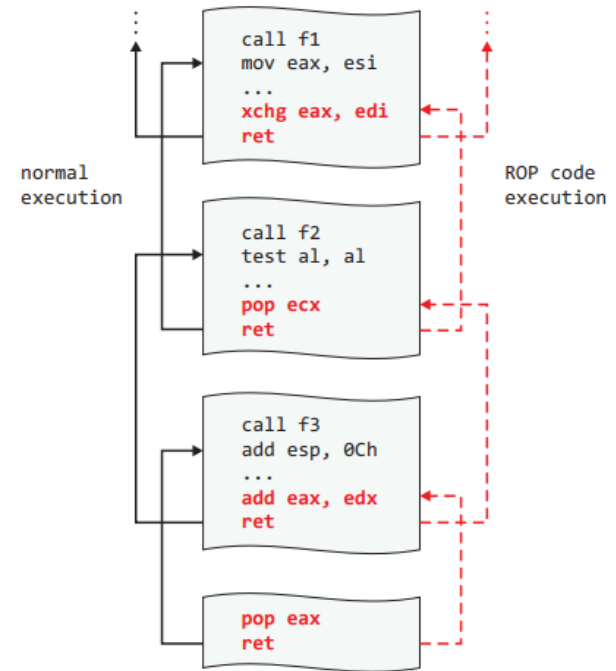 call f1
mov eax, esi
...
xchg eax, edi
ret
normal
execution
ROP code
execution
call f2
test al, al
...
pop ecx
ret
call f3
add esp, 0Ch
...
add eax, edx
ret
pop eax
ret